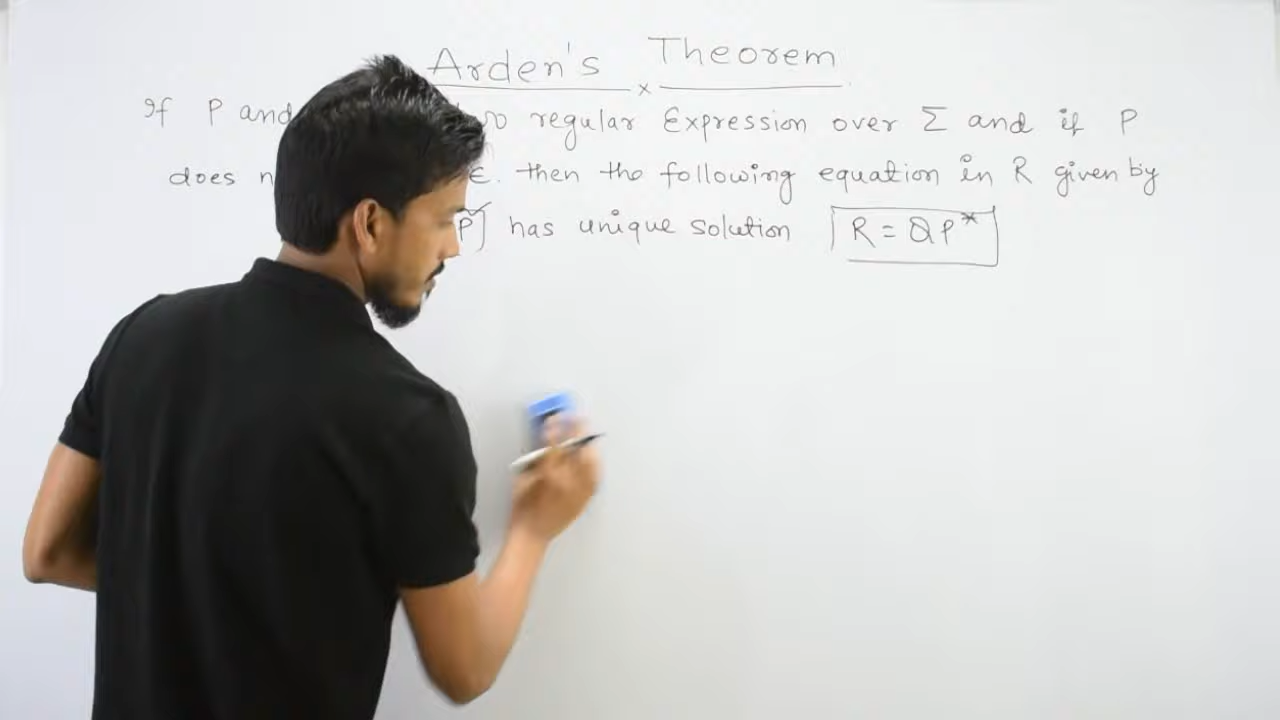 Arden's Theorem
If P and regular Expression over Σ and if P
does ε. then the following equation in R given by
P] has unique solution R = QP*